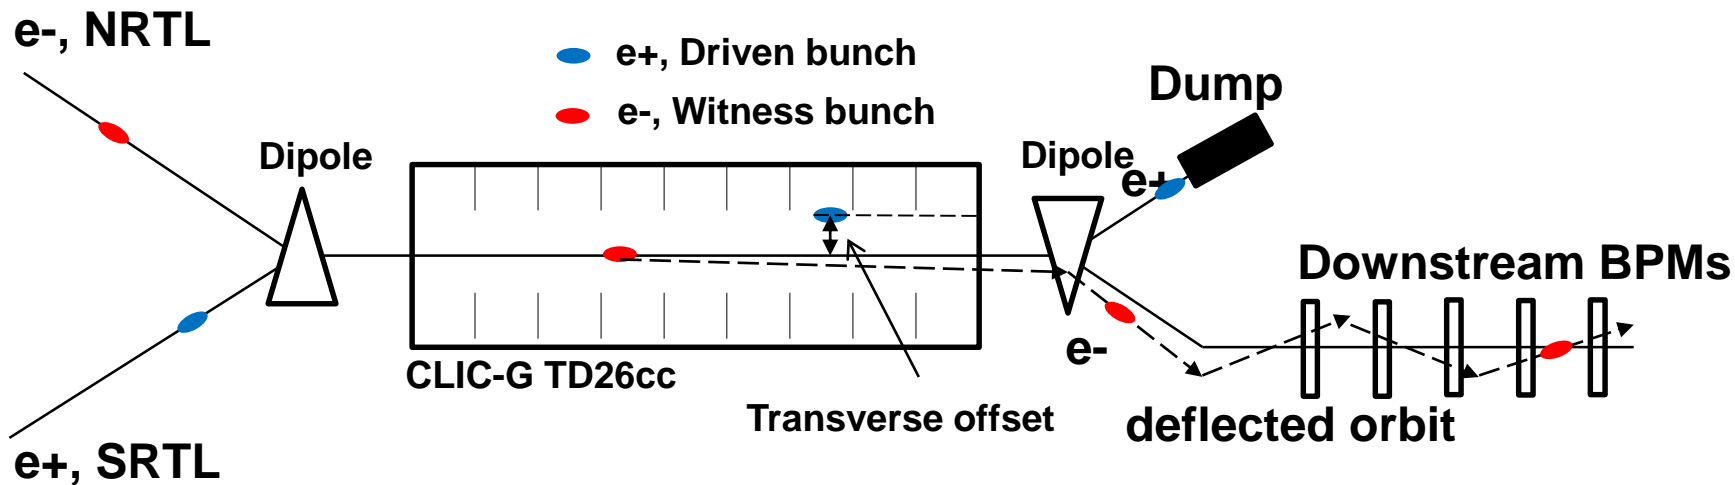 e-, NRTL
e+, Driven bunch
e-, Witness bunch
Dump
Dipole
Dipole
e+
CLIC-G TD26cc
Transverse offset
e-
Downstream BPMs
deflected orbit
e+, SRTL